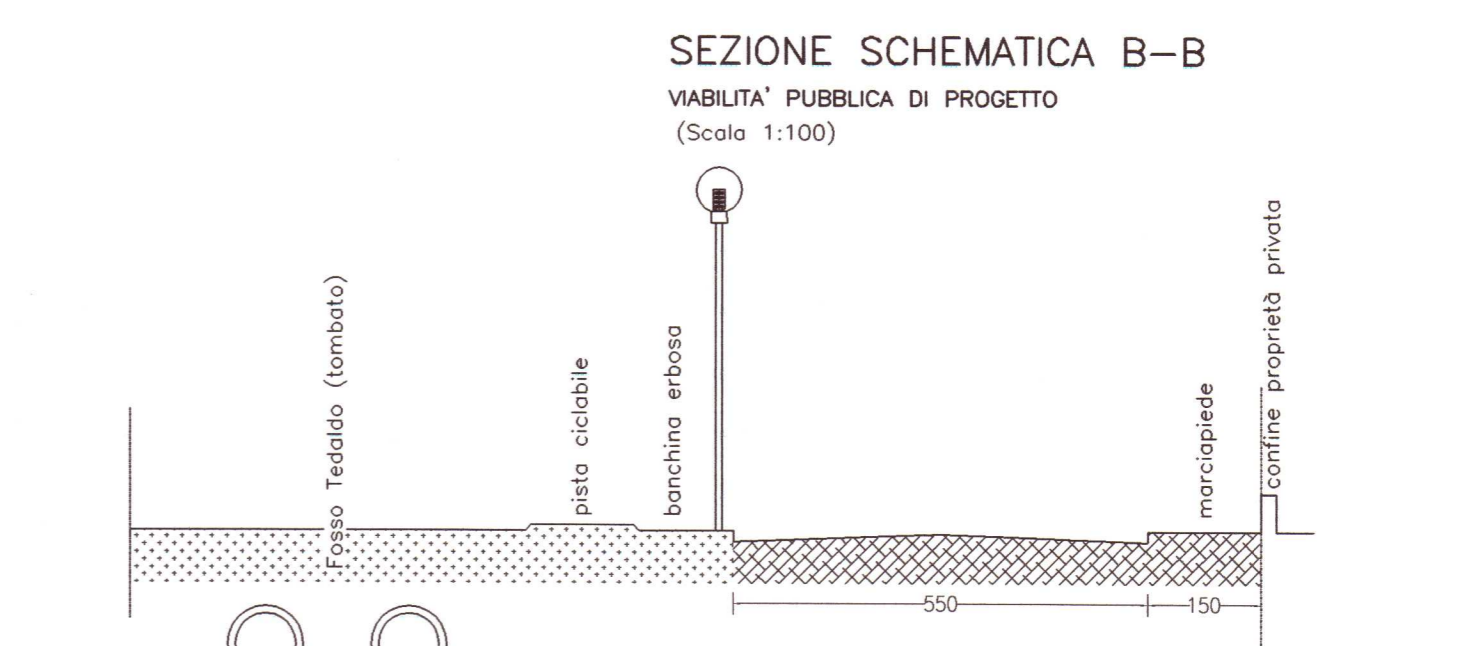 SEZIONE SCHEMATICA B-B
VIABILITA' PUBBLICA DI PROGETTO
(Scala 1:100)
Fosso Tedaldo (tombato)
pista ciclabile
banchina erbosa
marciapiede
confine proprietà privata
550
150